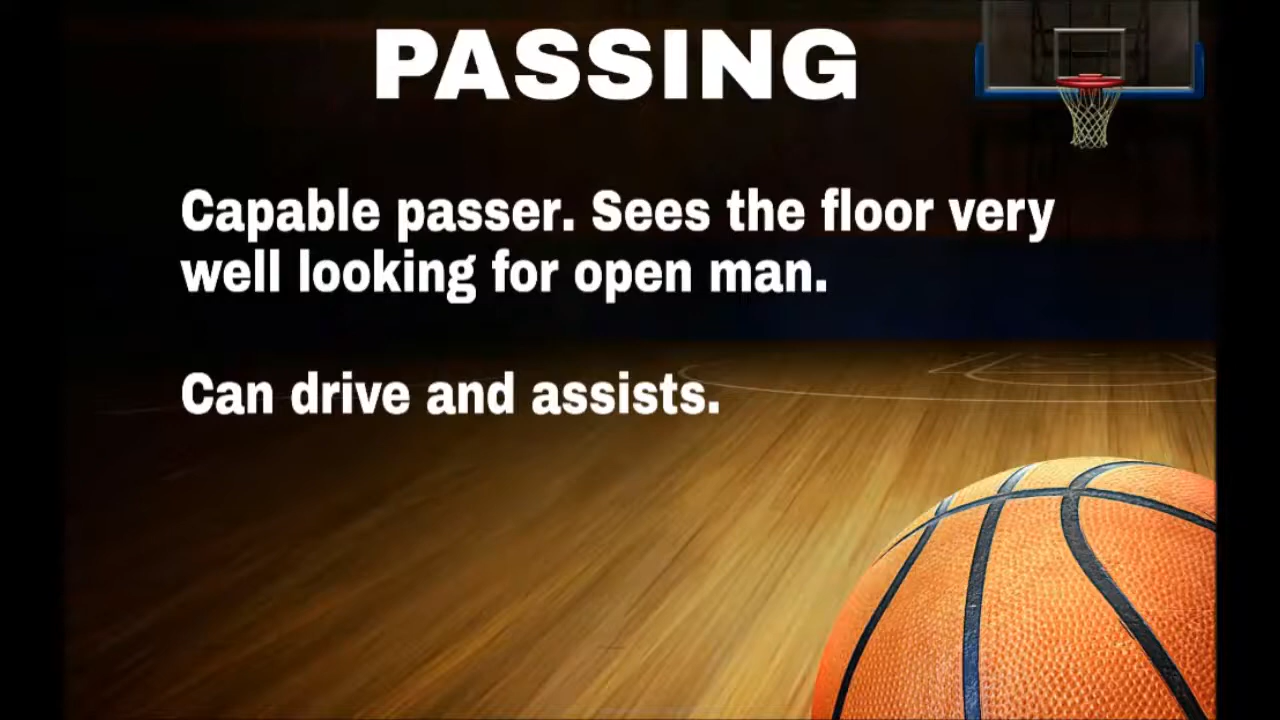 PASSING
Capable passer. Sees the floor very
well looking for open man.
Can drive and assists.